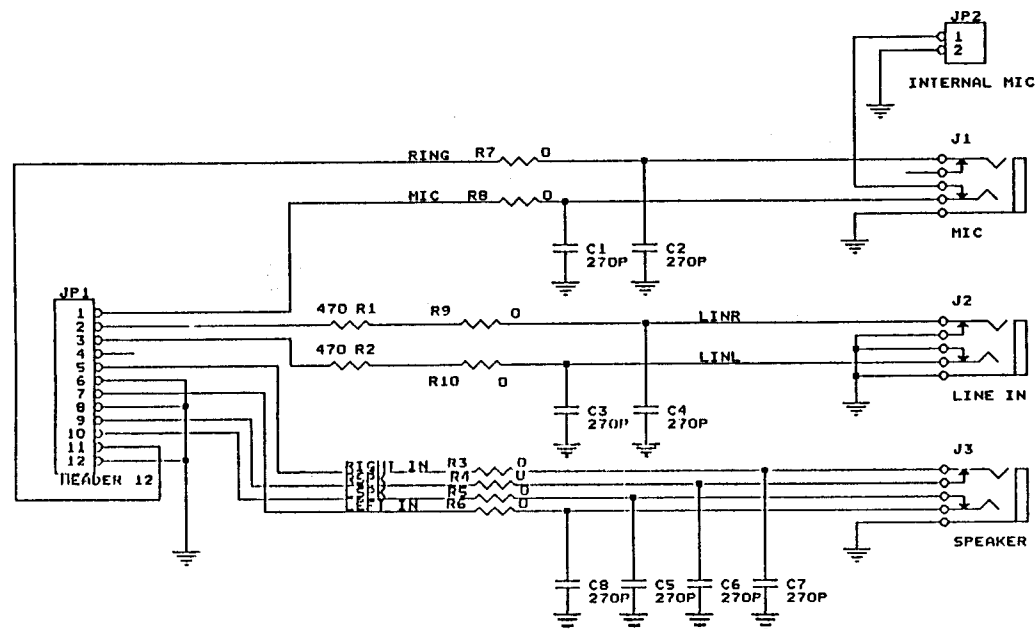 JP2
1
2
INTERNAL MIC
J1
RING R7 0
MIC R8 0
MIC
C1
270P
C2
270P
JP1
1
2
3
4
5
6
7
8
9
10
11
12
HEADER 12
470 R1 R9 0
LINR
J2
470 R2
R10 0
LINL
LINE IN
C3
270P
C4
270P
J3
RIGHT IN R3 0
R4
R5 0
LEFT IN R6 0
SPEAKER
C8
270P
C5
270P
C6
270P
C7
270P